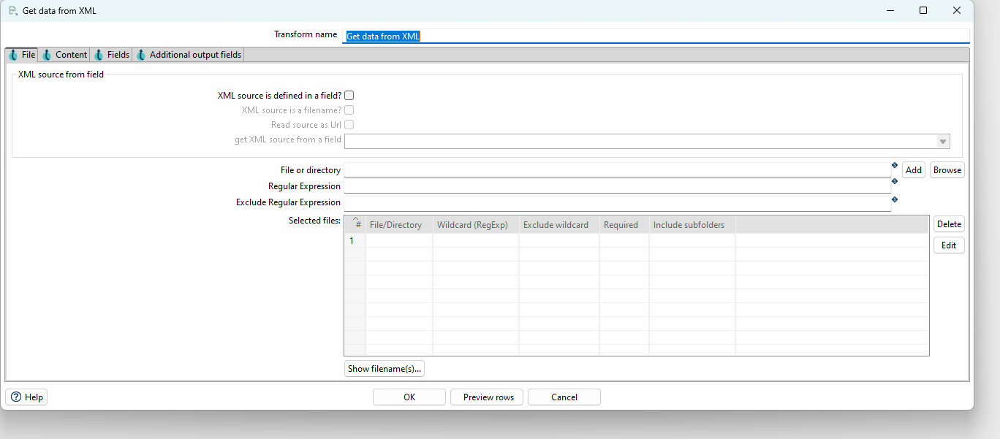 Get data from XML
Transform name Get data from XML
File Content Fields Additional output fields
XML source from field
XML source is defined in a field?
XML source is a filename?
Read source as Url
get XML source from a field
File or directory Add Browse
Regular Expression
Exclude Regular Expression
Selected files: # File/Directory Wildcard (RegExp) Exclude wildcard Required Include subfolders Delete
1 Edit
Show filename(s)...
Help OK Preview rows Cancel